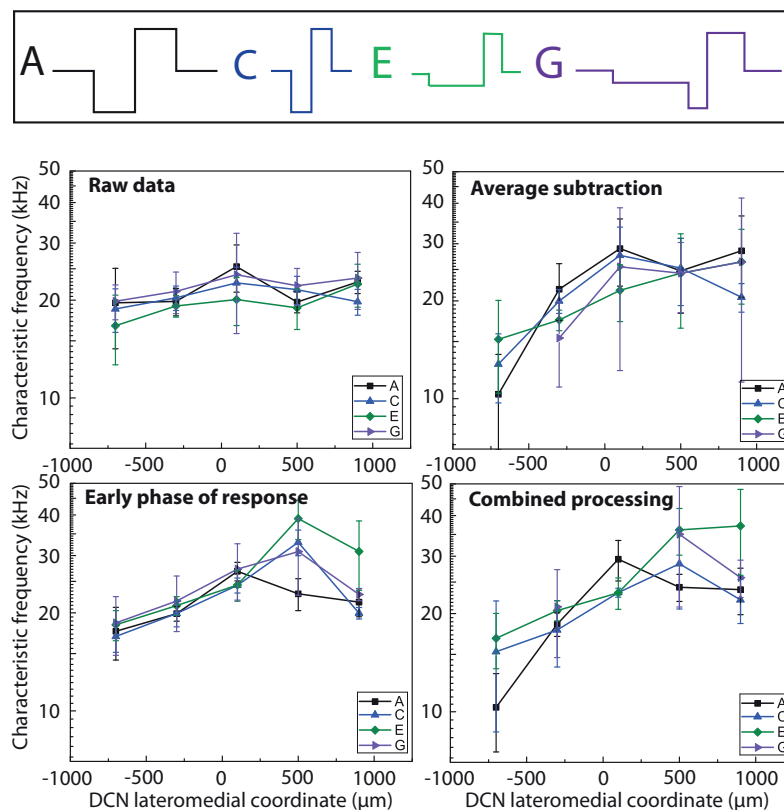 A C E G
Raw data
Average subtraction
Characteristic frequency (kHz)
50
40
30
20
10
A
C
E
G
-1000 -500 0 500 1000
50
40
30
20
10
A
C
E
G
-1000 -500 0 500 1000
Early phase of response
Combined processing
Characteristic frequency (kHz)
50
40
30
20
10
A
C
E
G
-1000 -500 0 500 1000
DCN lateromedial coordinate (µm)
50
40
30
20
10
A
C
E
G
-1000 -500 0 500 1000
DCN lateromedial coordinate (µm)